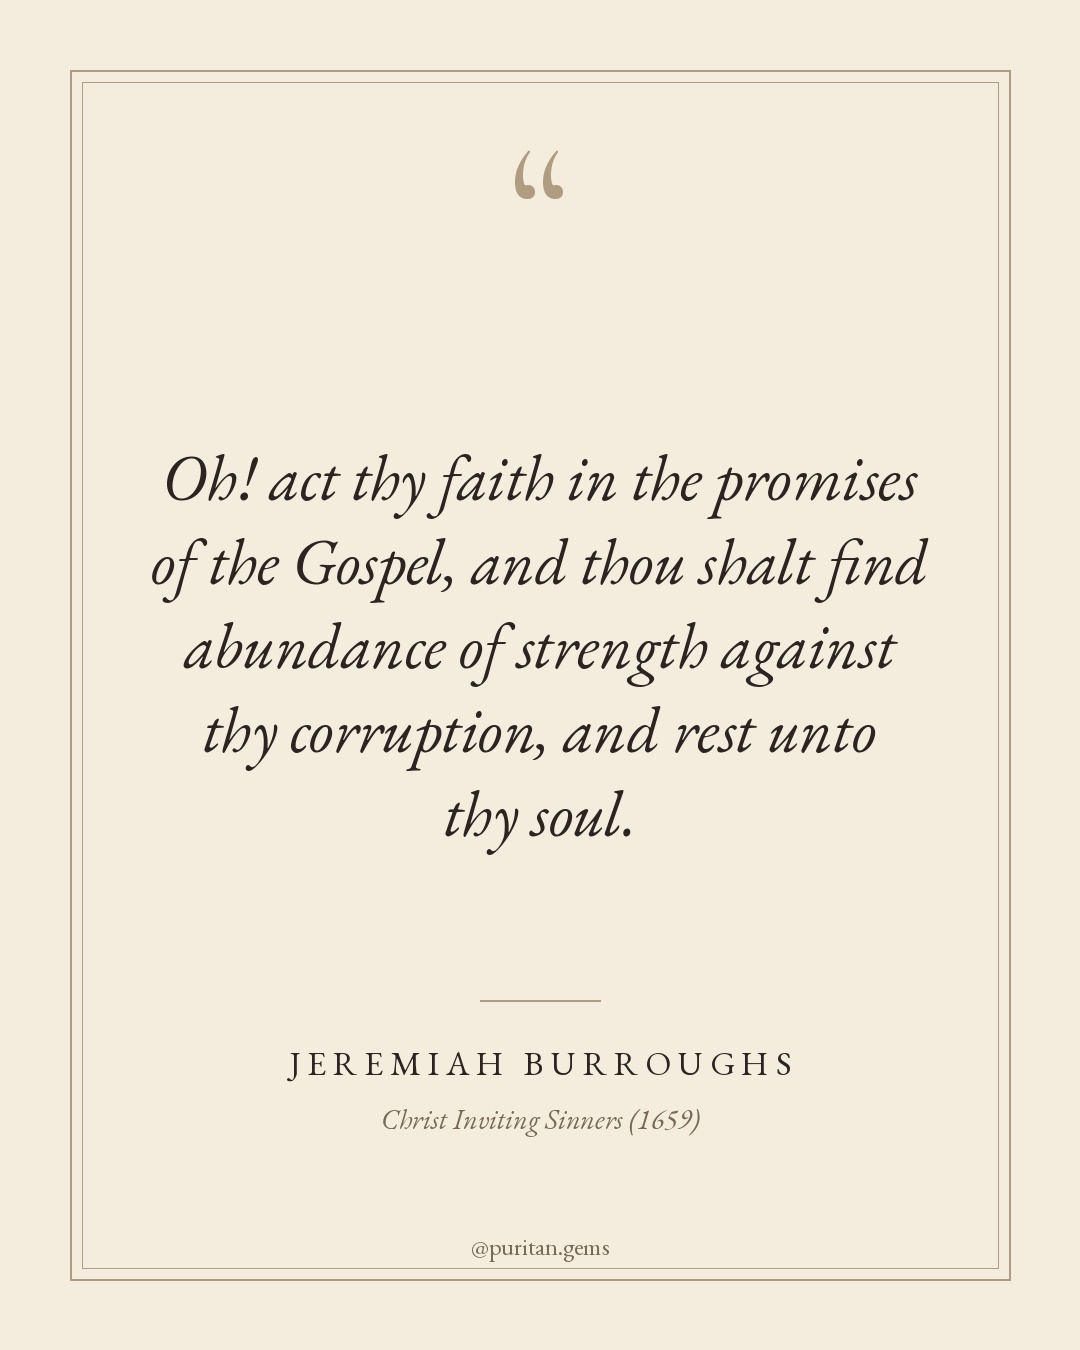 “
Oh! act thy faith in the promises
of the Gospel, and thou shalt find
abundance of strength against
thy corruption, and rest unto
thy soul.
JEREMIAH BURROUGHS
Christ Inviting Sinners (1659)
@puritan.gems